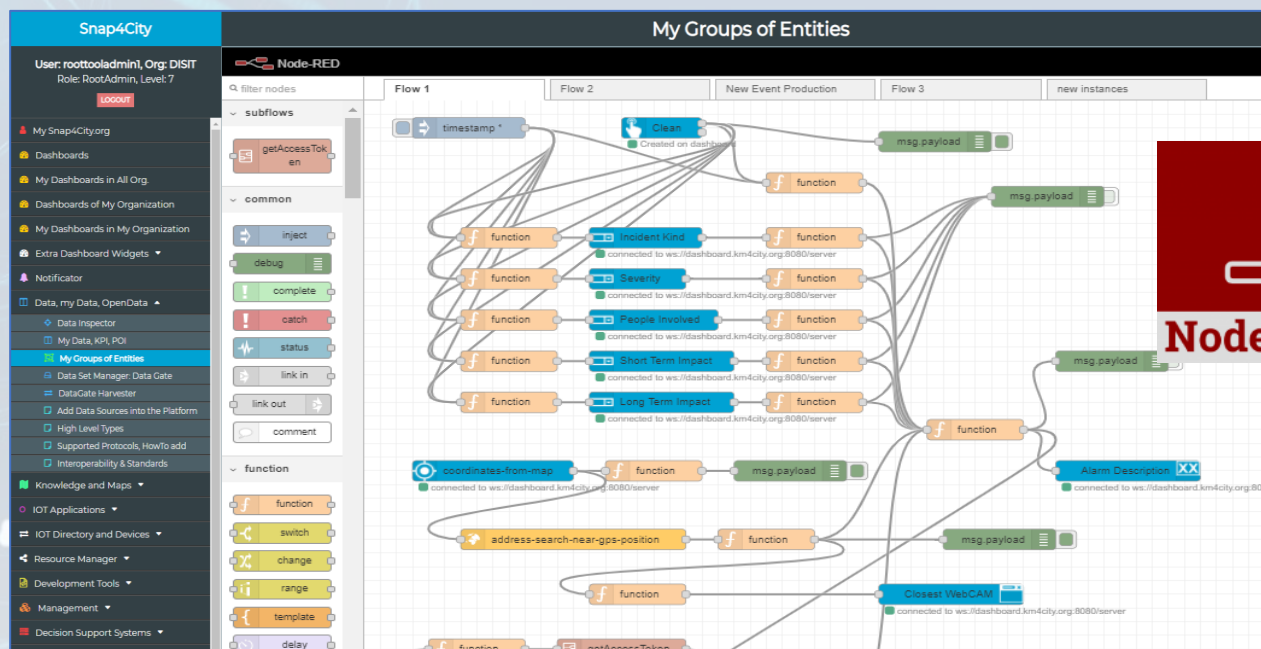 Snap4City
My Groups of Entities
User: roottooladmin1, Org: DISIT
Role: RootAdmin, Level: 7
LOGOUT
My Snap4City.org
Dashboards
My Dashboards in All Org.
Dashboards of My Organization
My Dashboards in My Organization
Extra Dashboard Widgets
Notificator
Data, my Data, OpenData
Data Inspector
My Data, KPI, POI
My Groups of Entities
Data Set Manager: Data Gate
DataGate Harvester
Add Data Sources into the Platform
High Level Types
Supported Protocols, HowTo add
Interoperability & Standards
Knowledge and Maps
IOT Applications
IOT Directory and Devices
Resource Manager
Development Tools
Management
Decision Support Systems
Node-RED
filter nodes
subflows
getAccessTok
en
common
inject
debug
complete
catch
status
link in
link out
comment
function
function
switch
change
range
template
delay
Flow 1
Flow 2
New Event Production
Flow 3
new instances
timestamp *
Clean
Created on dashboard
msg.payload
function
msg.payload
function
Incident Kind
function
connected to ws://dashboard.km4city.org:8080/server
function
Severity
function
connected to ws://dashboard.km4city.org:8080/server
function
People Involved
function
connected to ws://dashboard.km4city.org:8080/server
function
Short Term Impact
function
connected to ws://dashboard.km4city.org:8080/server
msg.payload
function
Long Term Impact
function
connected to ws://dashboard.km4city.org:8080/server
function
coordinates-from-map
function
msg.payload
connected to ws://dashboard.km4city.org:8080/server
Alarm Description
connected to ws://dashboard.km4city.org:80
address-search-near-gps-position
function
msg.payload
function
Closest WebCAM
connected to ws://dashboard.km4city.org:8080/server
function
getAccessToken
Node